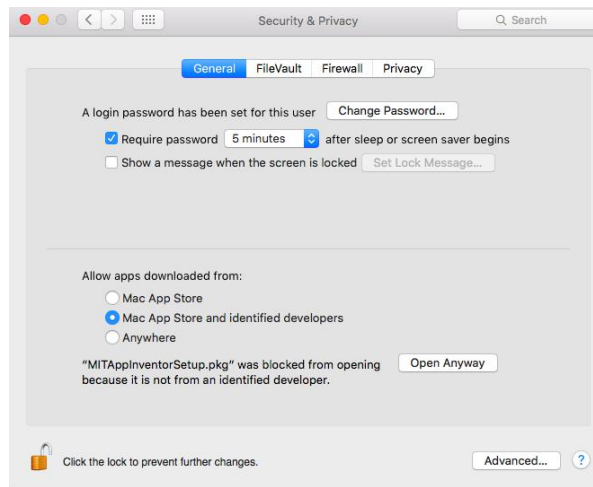 Security & Privacy
Search
General FileVault Firewall Privacy
A login password has been set for this user Change Password...
Require password 5 minutes after sleep or screen saver begins
Show a message when the screen is locked Set Lock Message...
Allow apps downloaded from:
Mac App Store
Mac App Store and identified developers
Anywhere
"MITAppInventorSetup.pkg" was blocked from opening Open Anyway
because it is not from an identified developer.
Click the lock to prevent further changes. Advanced... ?